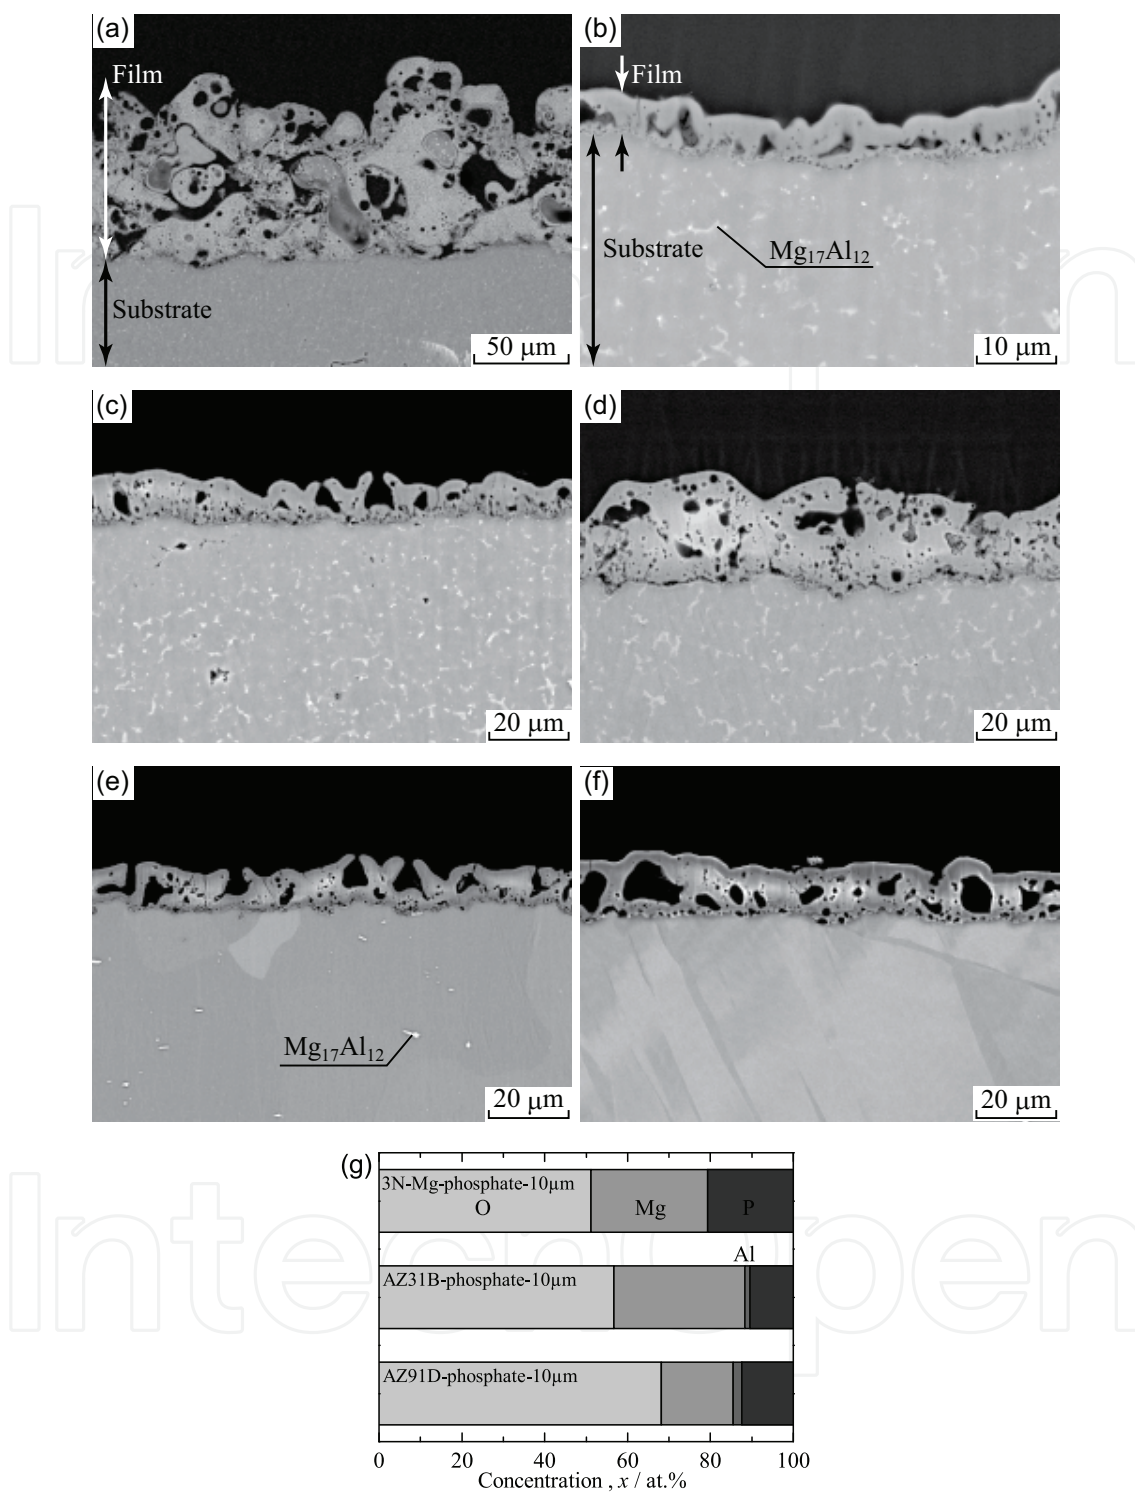 (a)
Film
Substrate
50 µm
(b)
Film
Substrate
Mg₁₇Al₁₂
10 µm
(c)
20 µm
(d)
20 µm
(e)
Mg₁₇Al₁₂
20 µm
(f)
20 µm
(g)
3N-Mg-phosphate-10µm
O Mg P
Al
AZ31B-phosphate-10µm
AZ91D-phosphate-10µm
0 20 40 60 80 100
Concentration , x / at.%
IntechOpen
IntechOpen